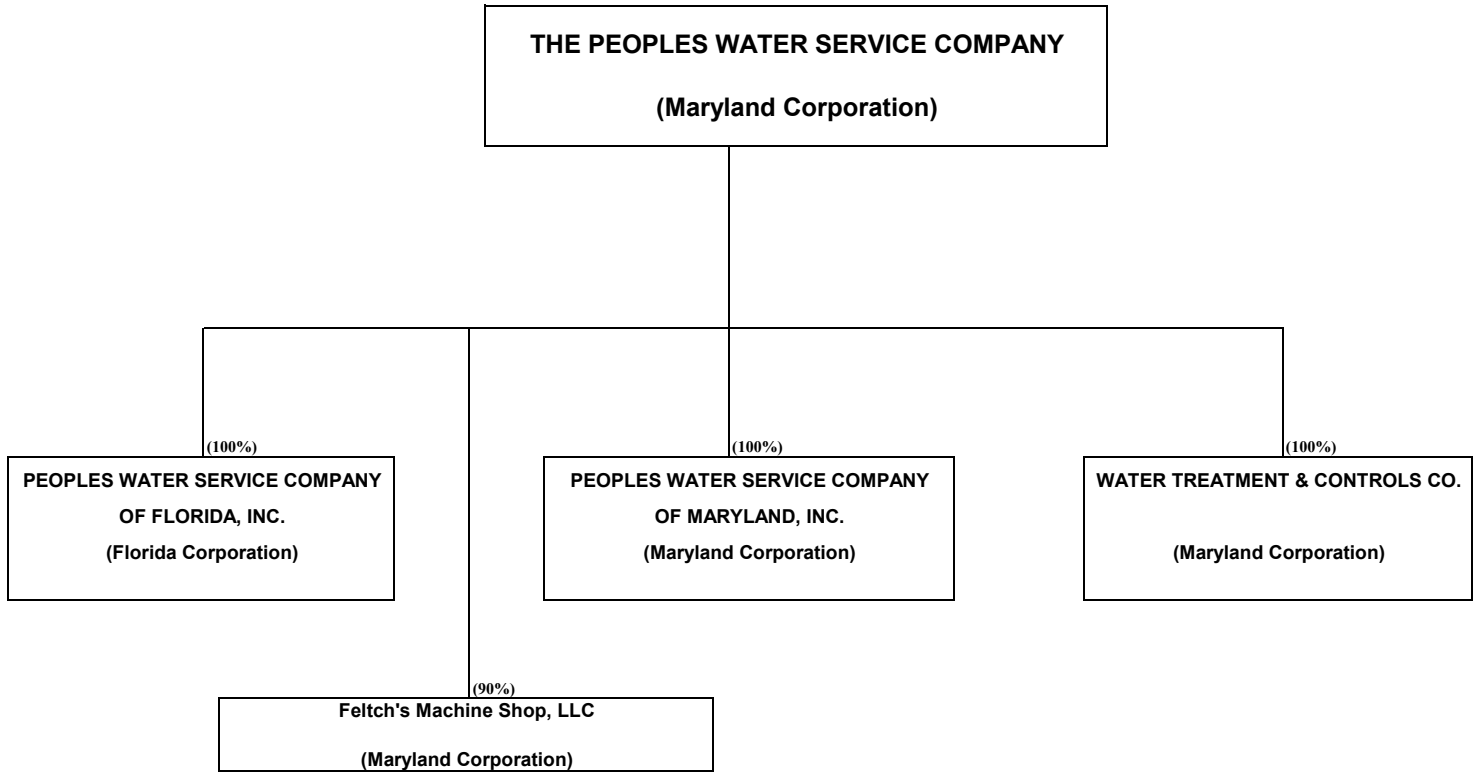 THE PEOPLES WATER SERVICE COMPANY
(Maryland Corporation)
(100%)
PEOPLES WATER SERVICE COMPANY
OF FLORIDA, INC.
(Florida Corporation)
(100%)
PEOPLES WATER SERVICE COMPANY
OF MARYLAND, INC.
(Maryland Corporation)
(100%)
WATER TREATMENT & CONTROLS CO.
(Maryland Corporation)
(90%)
Feltch's Machine Shop, LLC
(Maryland Corporation)